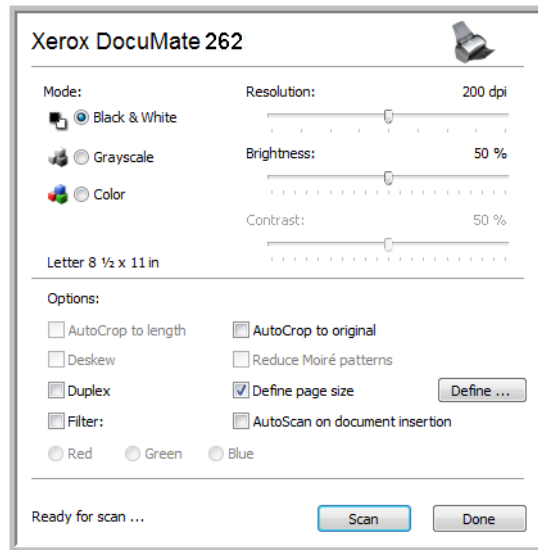 Xerox DocuMate 262
Mode: Resolution: 200 dpi
Black & White
Grayscale Brightness: 50 %
Color
Contrast: 50 %
Letter 8 ½ x 11 in
Options:
AutoCrop to length AutoCrop to original
Deskew Reduce Moiré patterns
Duplex Define page size Define ...
Filter: AutoScan on document insertion
Red Green Blue
Ready for scan ... Scan Done